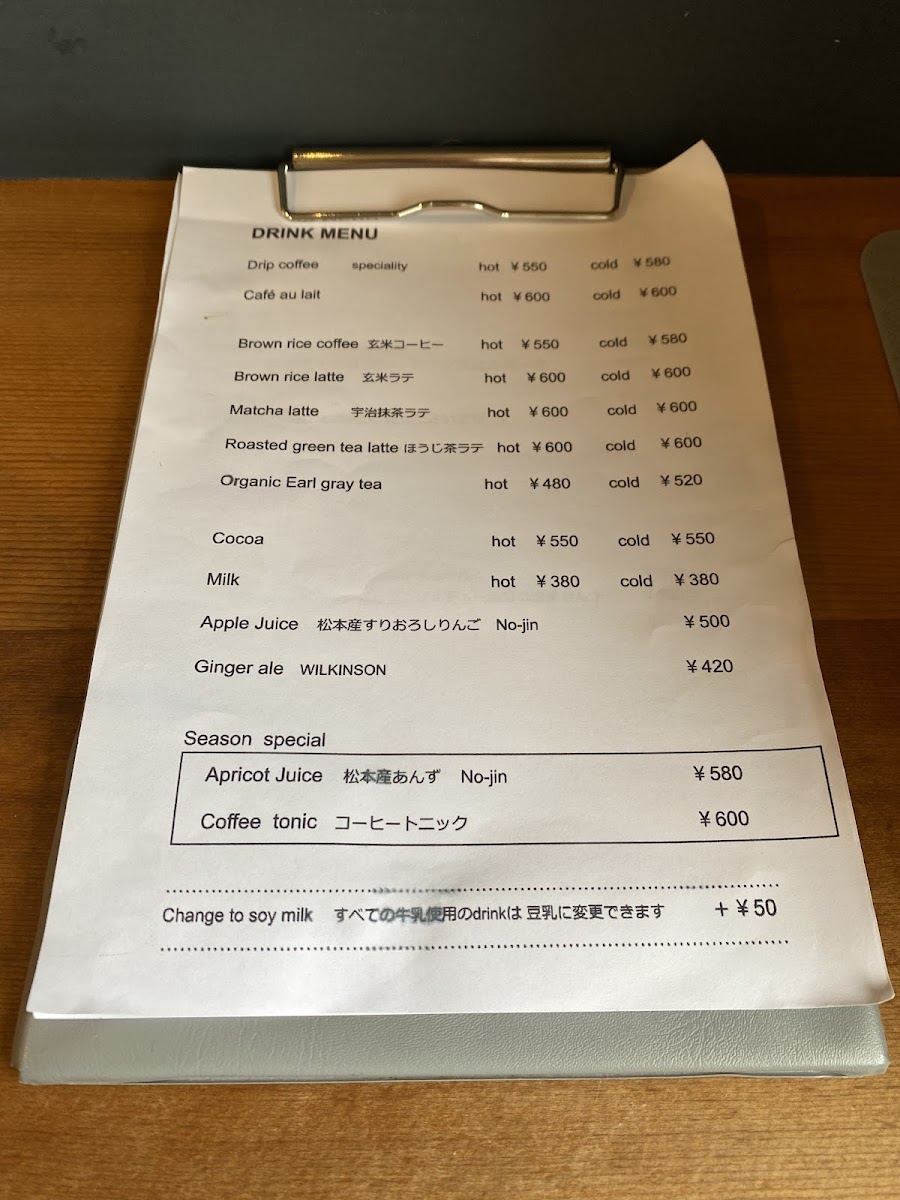 DRINK MENU
Drip coffee speciality hot ¥550 cold ¥580
Café au lait hot ¥600 cold ¥600
Brown rice coffee 玄米コーヒー hot ¥550 cold ¥580
Brown rice latte 玄米ラテ hot ¥600 cold ¥600
Matcha latte 宇治抹茶ラテ hot ¥600 cold ¥600
Roasted green tea latte ほうじ茶ラテ hot ¥600 cold ¥600
Organic Earl gray tea hot ¥480 cold ¥520
Cocoa hot ¥550 cold ¥550
Milk hot ¥380 cold ¥380
Apple Juice 松本産すりおろしりんご No-jin ¥500
Ginger ale WILKINSON ¥420
Season special
Apricot Juice 松本産あんず No-jin ¥580
Coffee tonic コーヒートニック ¥600
Change to soy milk すべての牛乳使用のdrinkは 豆乳に変更できます +¥50